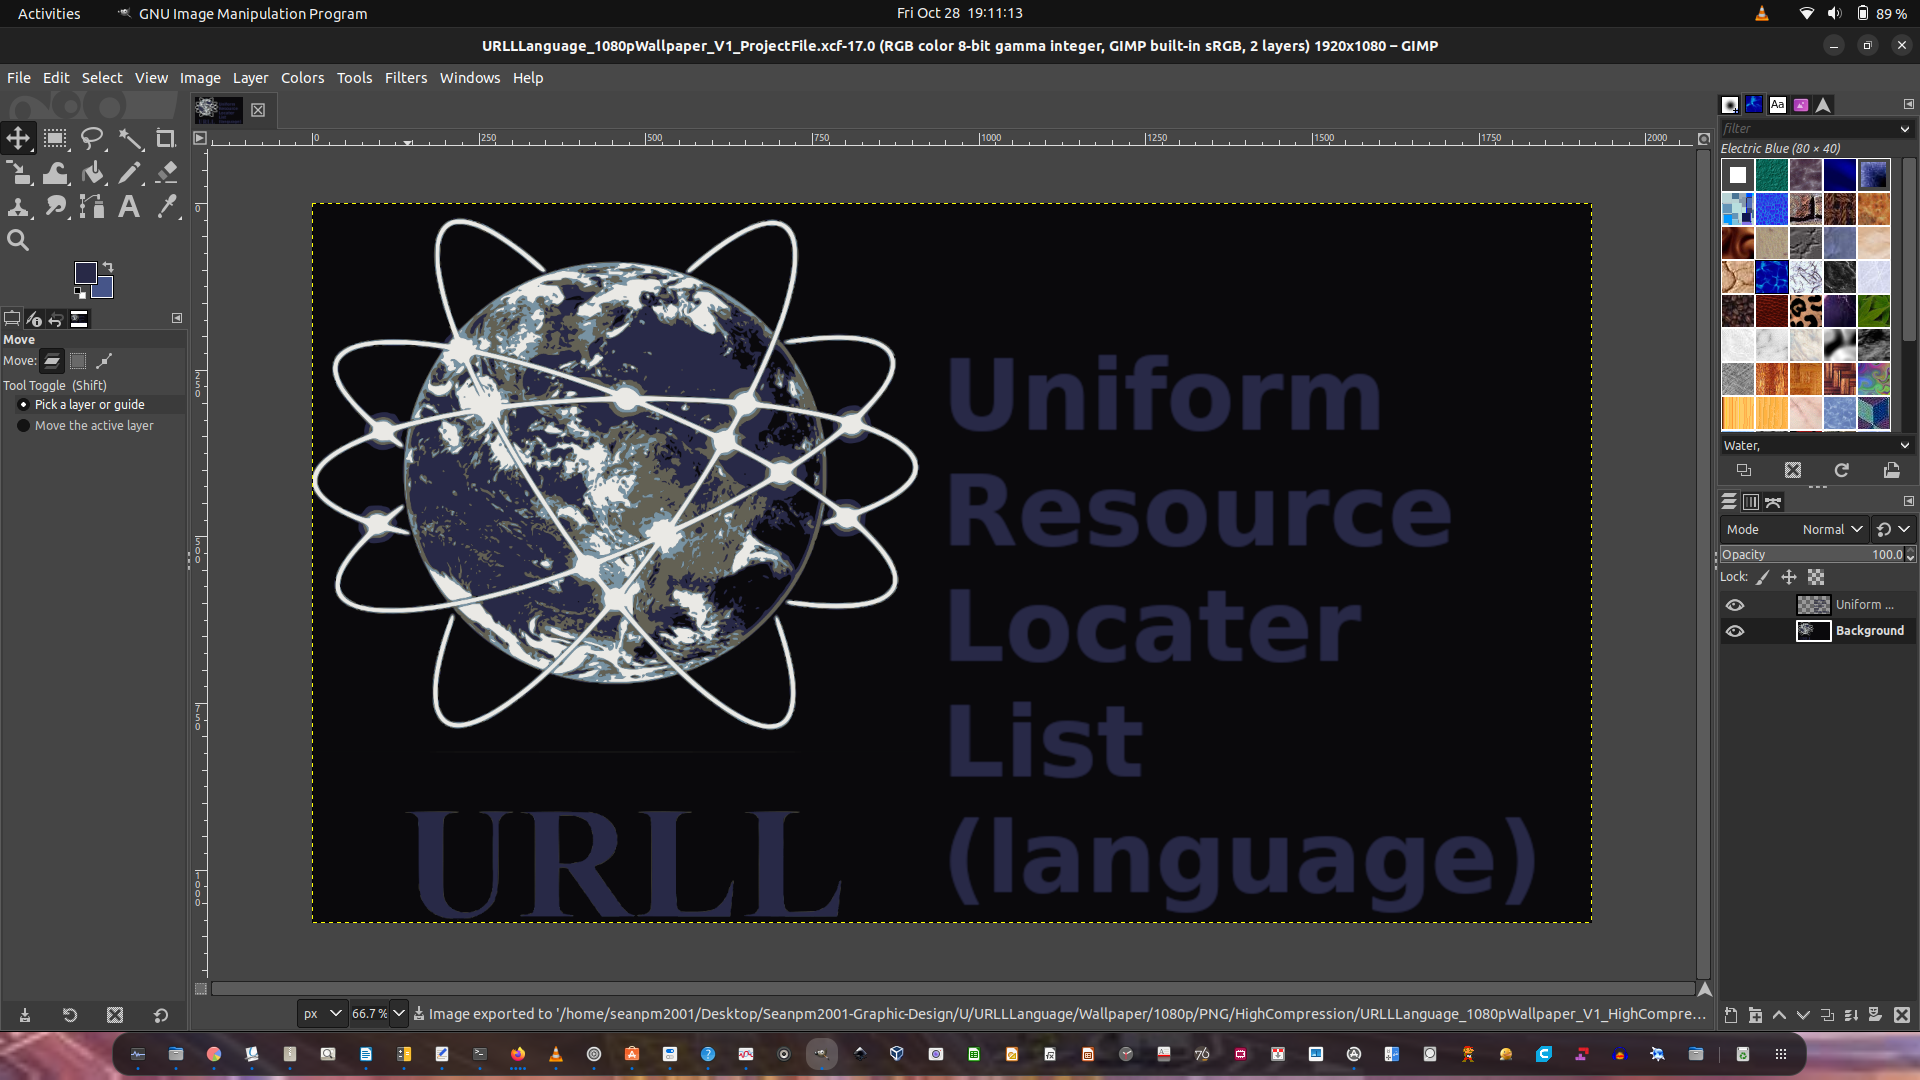 Activities
GNU Image Manipulation Program
Fri Oct 28 19:11:13
89 %
URLLLanguage_1080pWallpaper_V1_ProjectFile.xcf-17.0 (RGB color 8-bit gamma integer, GIMP built-in sRGB, 2 layers) 1920x1080 – GIMP
File Edit Select View Image Layer Colors Tools Filters Windows Help
0 250 500 750 1000 1250 1500 1750 2000
filter
Electric Blue (80 × 40)
Move
Move:
Tool Toggle (Shift)
Pick a layer or guide
Move the active layer
0
250
500
750
1000
Uniform
Resource
Locater
List
(language)
URLL
Water,
Mode Normal
Opacity 100.0
Lock:
Uniform ...
Background
px 66.7 % Image exported to '/home/seanpm2001/Desktop/Seanpm2001-Graphic-Design/U/URLLLanguage/Wallpaper/1080p/PNG/HighCompression/URLLLanguage_1080pWallpaper_V1_HighCompre…